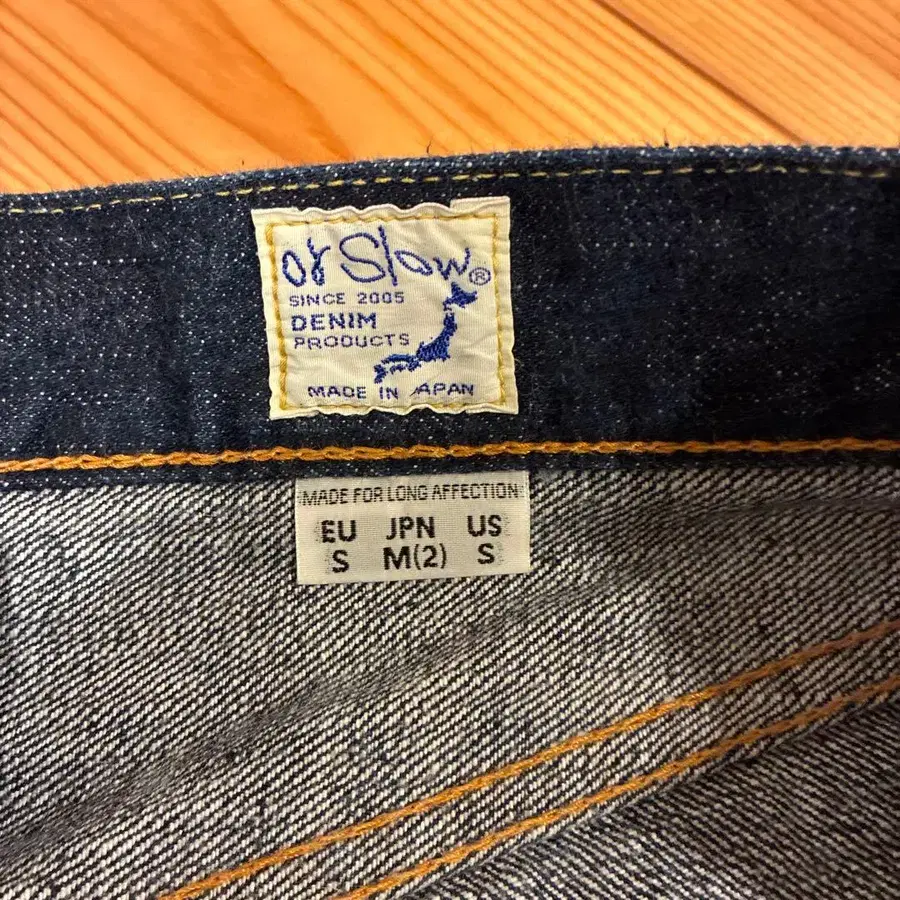 or Slow®
SINCE 2005
DENIM
PRODUCTS
MADE IN JAPAN
MADE FOR LONG AFFECTION
EU JPN US
S M(2) S